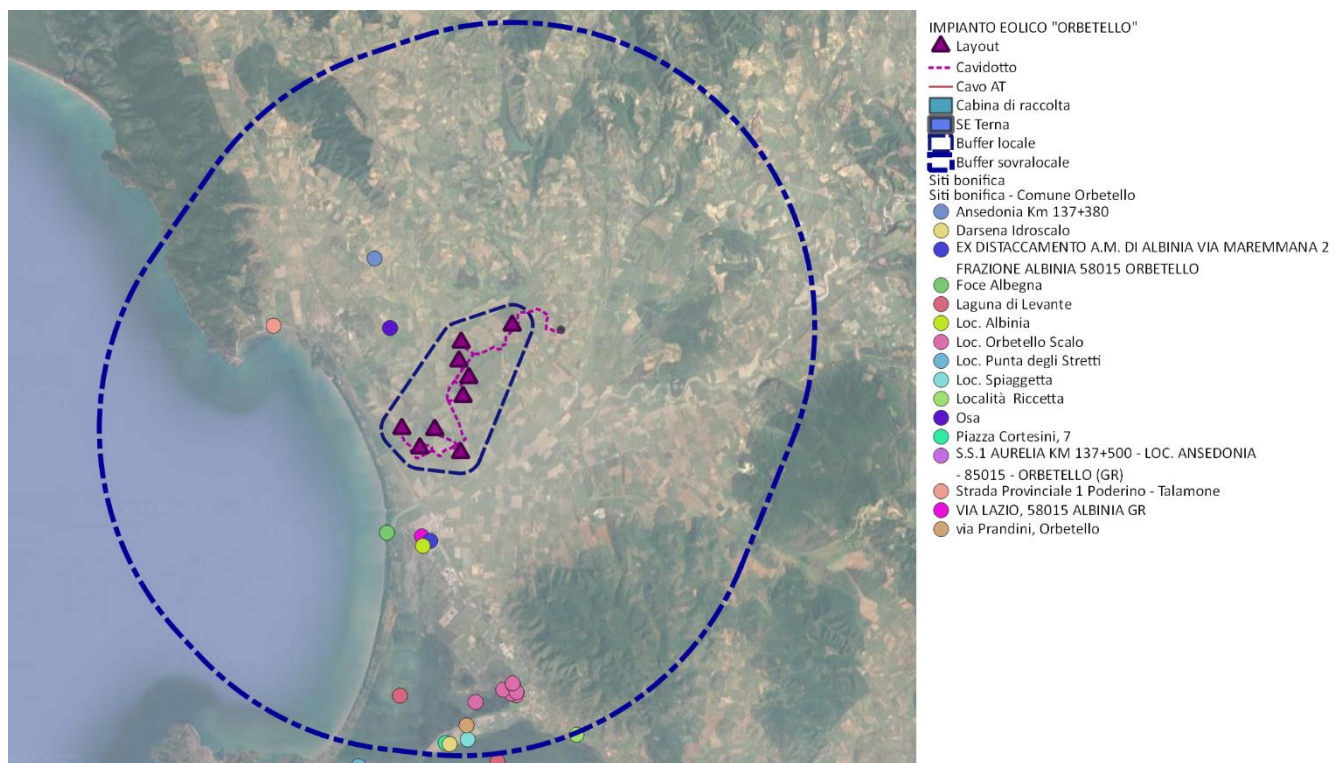 IMPIANTO EOLICO "ORBETELLO"
Layout
Cavidotto
Cavo AT
Cabina di raccolta
SE Terna
Buffer locale
Buffer sovralocale
Siti bonifica
Siti bonifica - Comune Orbetello
Ansedonia Km 137+380
Darsena Idroscalo
EX DISTACCAMENTO A.M. DI ALBINIA VIA MAREMMANA 2
FRAZIONE ALBINIA 58015 ORBETELLO
Foce Albegna
Laguna di Levante
Loc. Albinia
Loc. Orbetello Scalo
Loc. Punta degli Stretti
Loc. Spiaggetta
Località Riccetta
Osa
Piazza Cortesini, 7
S.S.1 AURELIA KM 137+500 - LOC. ANSEDONIA
- 85015 - ORBETELLO (GR)
Strada Provinciale 1 Poderino - Talamone
VIA LAZIO, 58015 ALBINIA GR
via Prandini, Orbetello